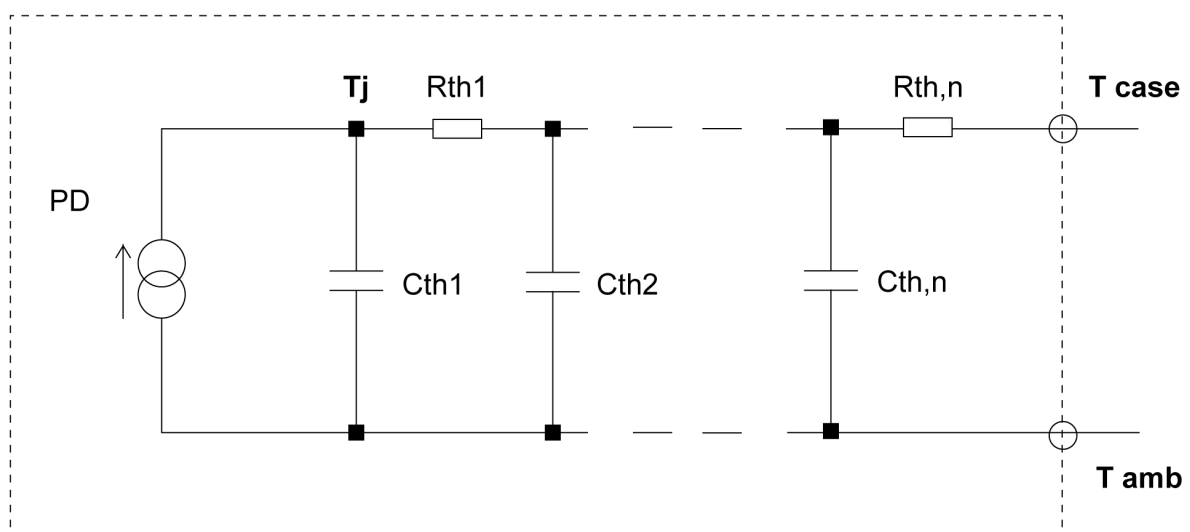 Tj
Rth1
Rth,n
T case
PD
Cth1
Cth2
Cth,n
T amb